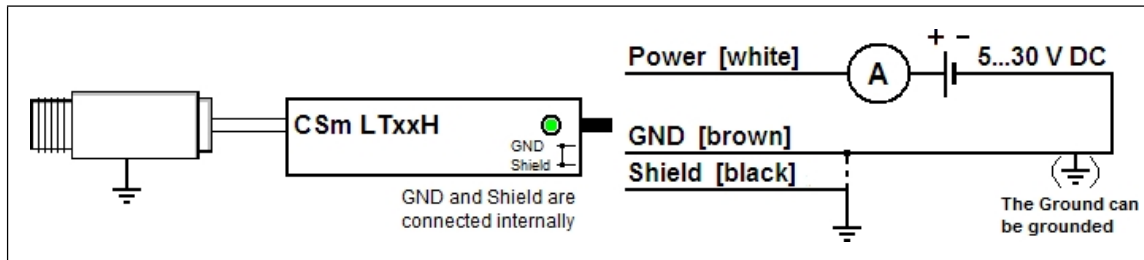 Power [white]
A
+ -
5...30 V DC
CSm LTxxH
GND
Shield
GND [brown]
Shield [black]
GND and Shield are
connected internally
The Ground can
be grounded